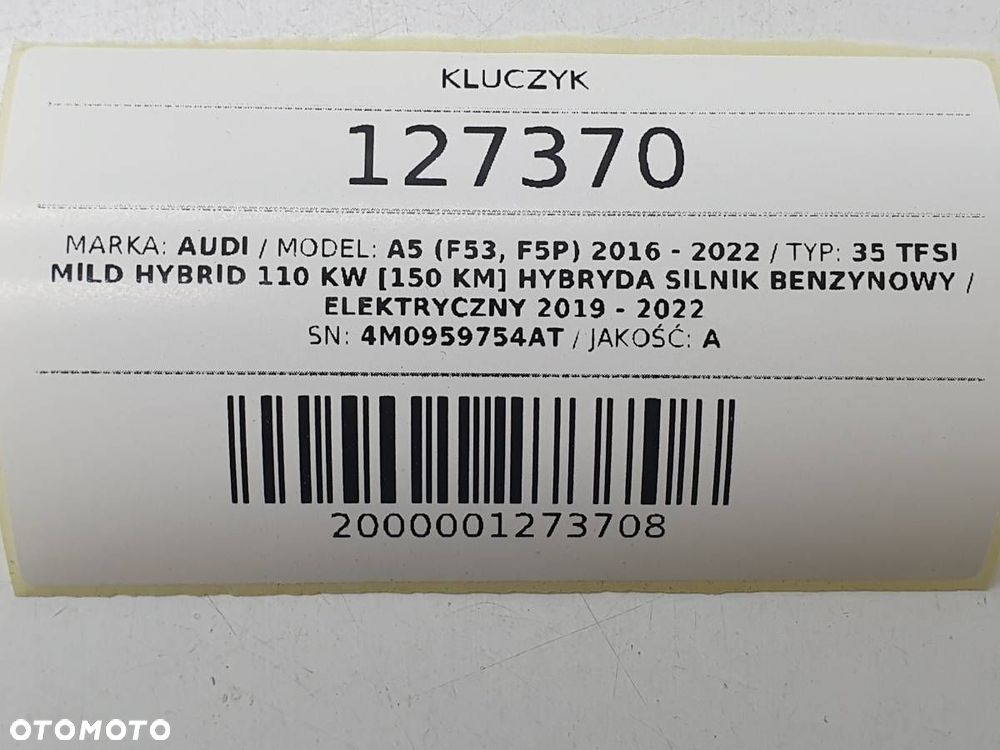 KLUCZYK
127370
MARKA: AUDI / MODEL: A5 (F53, F5P) 2016 - 2022 / TYP: 35 TFSI
MILD HYBRID 110 KW [150 KM] HYBRYDA SILNIK BENZYNOWY /
ELEKTRYCZNY 2019 - 2022
SN: 4M0959754AT / JAKOŚĆ: A
2000001273708
OTOMOTO